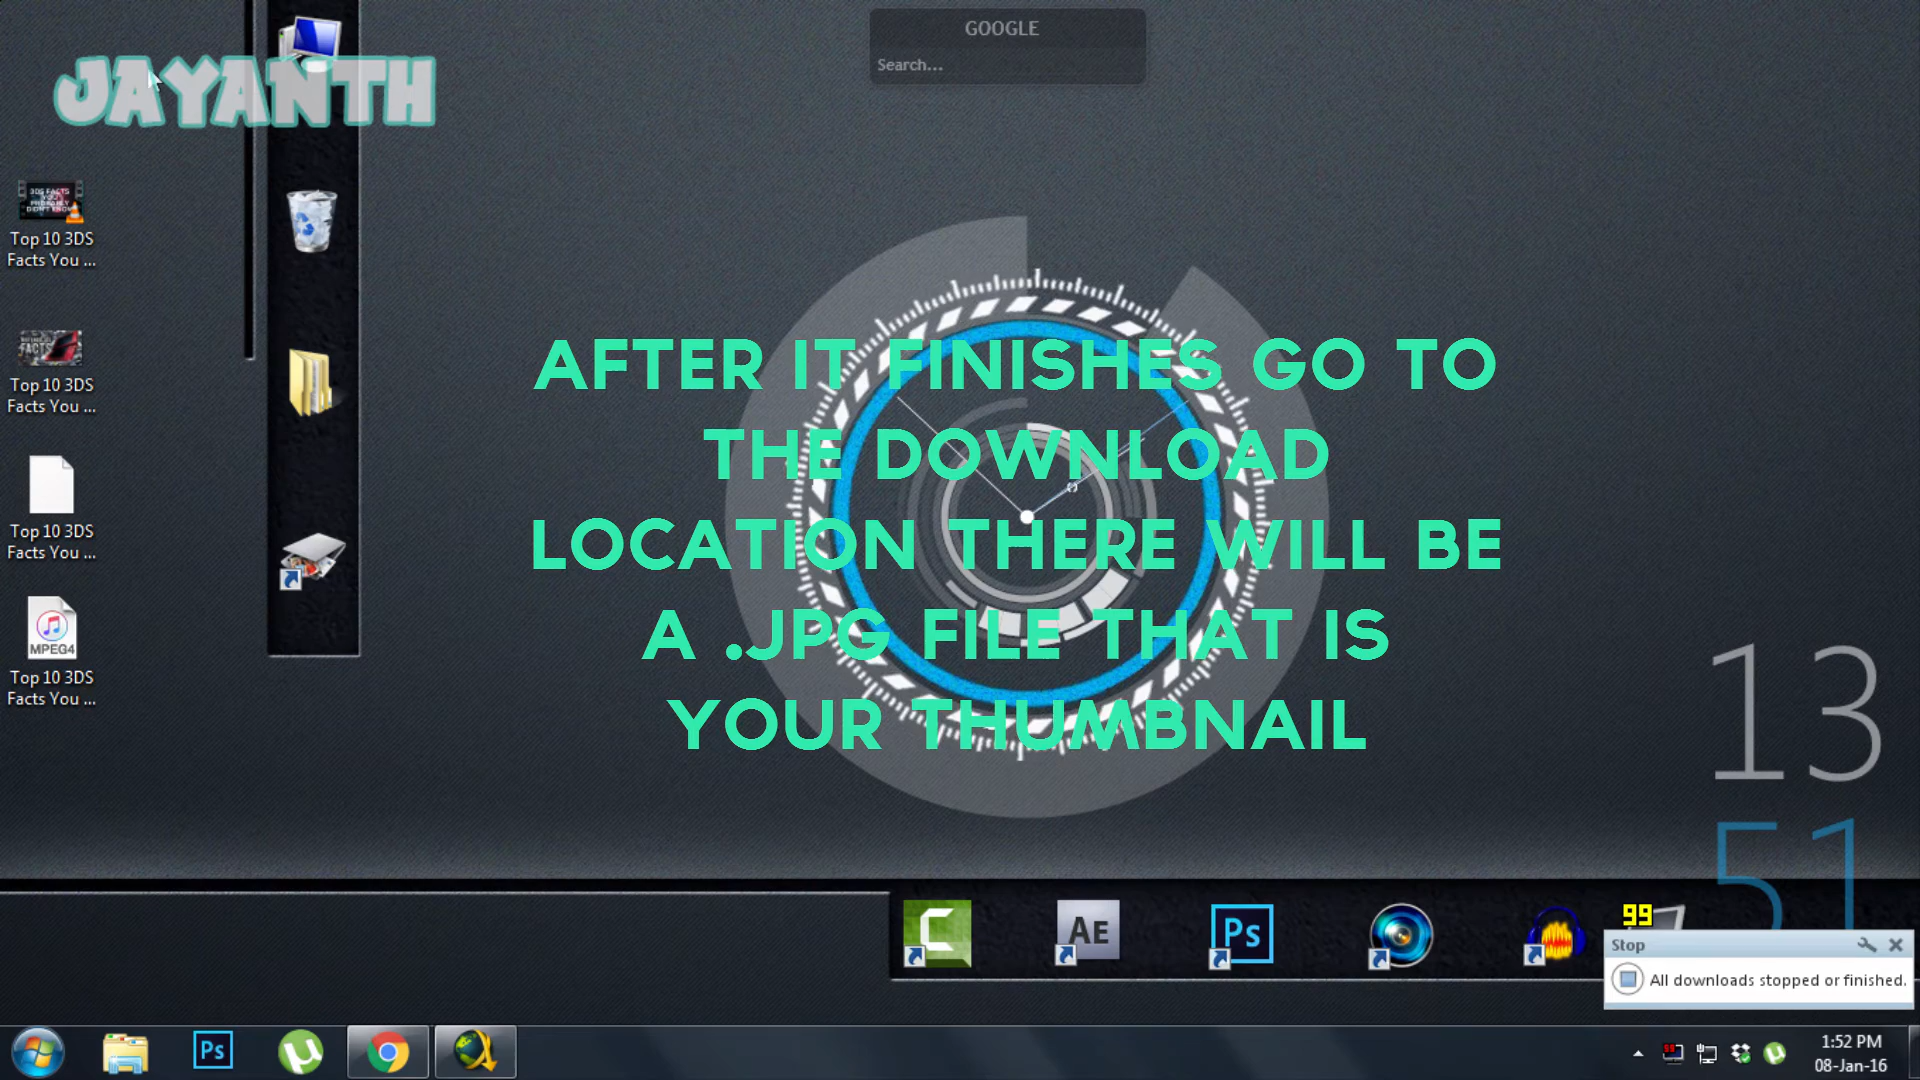 GOOGLE
Search...
JAYANTH
Top 10 3DS
Facts You ...
Top 10 3DS
Facts You ...
Top 10 3DS
Facts You ...
MPEG4
Top 10 3DS
Facts You ...
AFTER IT FINISHES GO TO
THE DOWNLOAD
LOCATION THERE WILL BE
A .JPG FILE THAT IS
YOUR THUMBNAIL
13
51
AE
Ps
99
Stop
All downloads stopped or finished.
Ps
1:52 PM
08-Jan-16